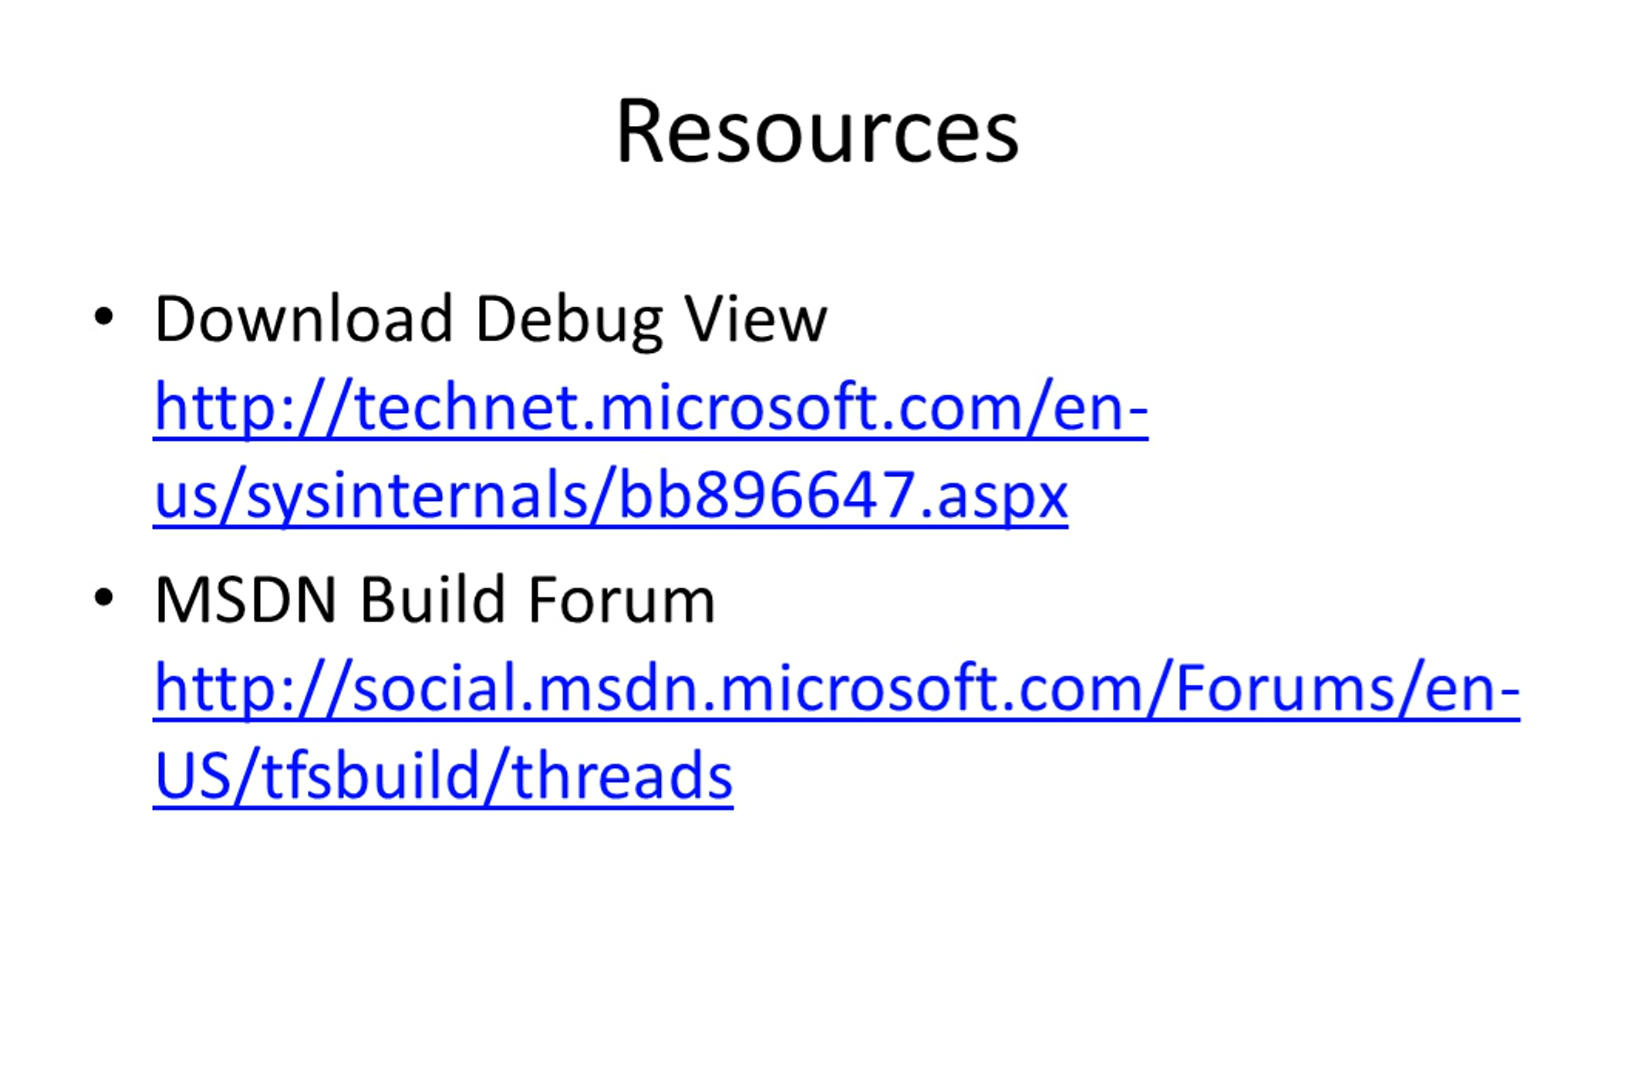 Resources
• Download Debug View
http://technet.microsoft.com/en-
us/sysinternals/bb896647.aspx
• MSDN Build Forum
http://social.msdn.microsoft.com/Forums/en-
US/tfsbuild/threads